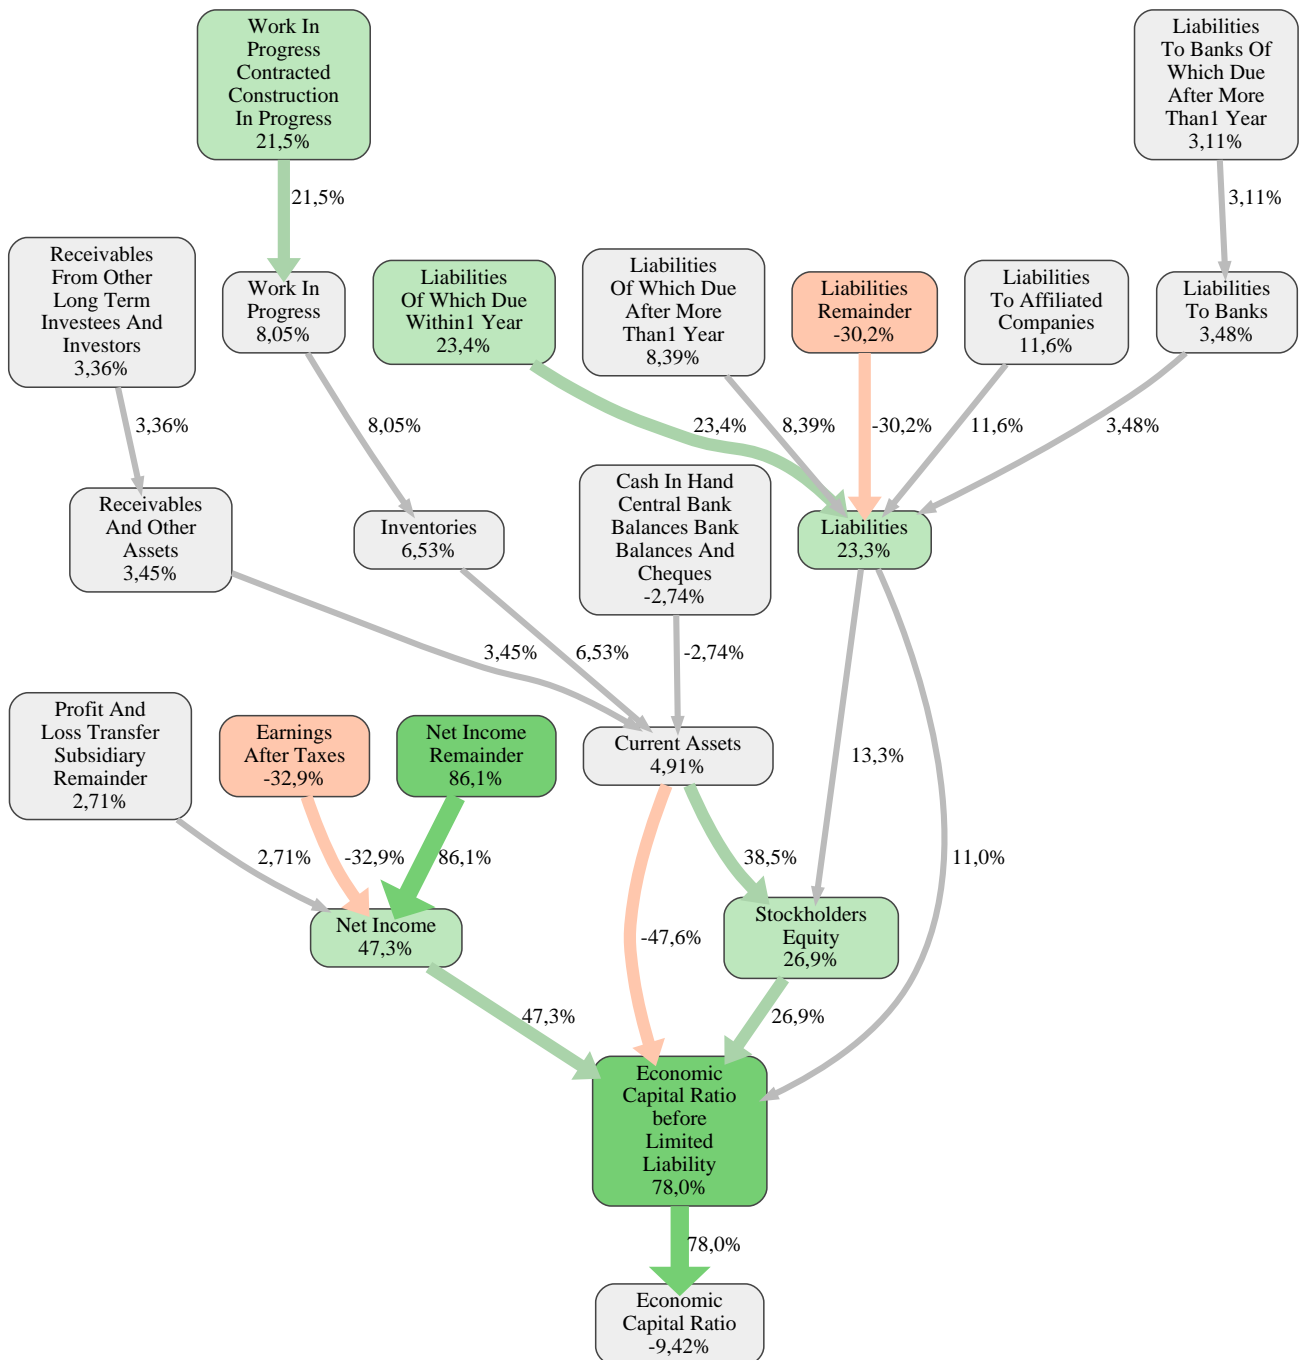 Work In
Progress
Contracted
Construction
In Progress
21,5%
Liabilities
To Banks Of
Which Due
After More
Than1 Year
3,11%
21,5%
3,11%
Receivables
From Other
Long Term
Investees And
Investors
3,36%
Work In
Progress
8,05%
Liabilities
Of Which Due
Within1 Year
23,4%
Liabilities
Of Which Due
After More
Than1 Year
8,39%
Liabilities
Remainder
-30,2%
Liabilities
To Affiliated
Companies
11,6%
Liabilities
To Banks
3,48%
3,36%
8,05%
23,4%
8,39%
-30,2%
11,6%
3,48%
Receivables
And Other
Assets
3,45%
Inventories
6,53%
Cash In Hand
Central Bank
Balances Bank
Balances And
Cheques
-2,74%
Liabilities
23,3%
3,45%
6,53%
-2,74%
Profit And
Loss Transfer
Subsidiary
Remainder
2,71%
Earnings
After Taxes
-32,9%
Net Income
Remainder
86,1%
Current Assets
4,91%
13,3%
2,71%
-32,9%
86,1%
38,5%
11,0%
Net Income
47,3%
-47,6%
Stockholders
Equity
26,9%
47,3%
26,9%
Economic
Capital Ratio
before
Limited
Liability
78,0%
78,0%
Economic
Capital Ratio
-9,42%